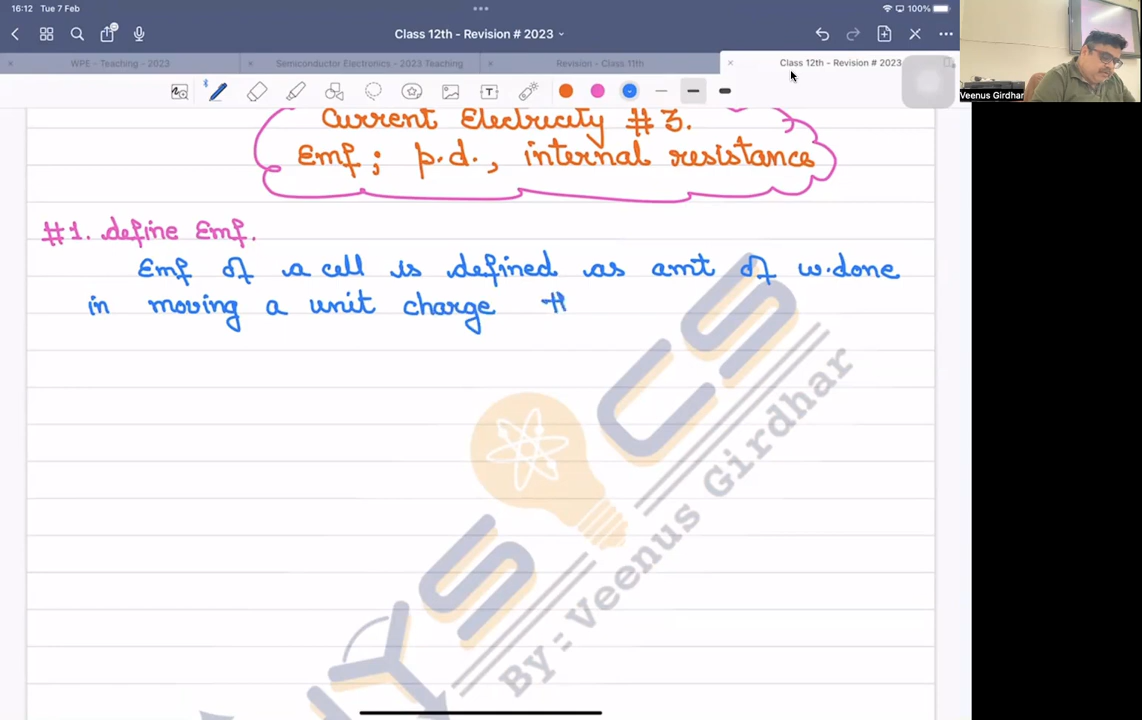 16:12 Tue 7 Feb
100%
Class 12th - Revision # 2023
WPE - Teaching - 2023
Semiconductor Electronics - 2023 Teaching
Revision - Class 11th
Class 12th - Revision # 2023
Veenus Girdhar
Current Electricity # 3.
Emf ; p.d., internal resistance
#1. define Emf.
Emf of a cell is defined as amt of w.done
in moving a unit charge th
HYSICS
By: Veenus Girdhar